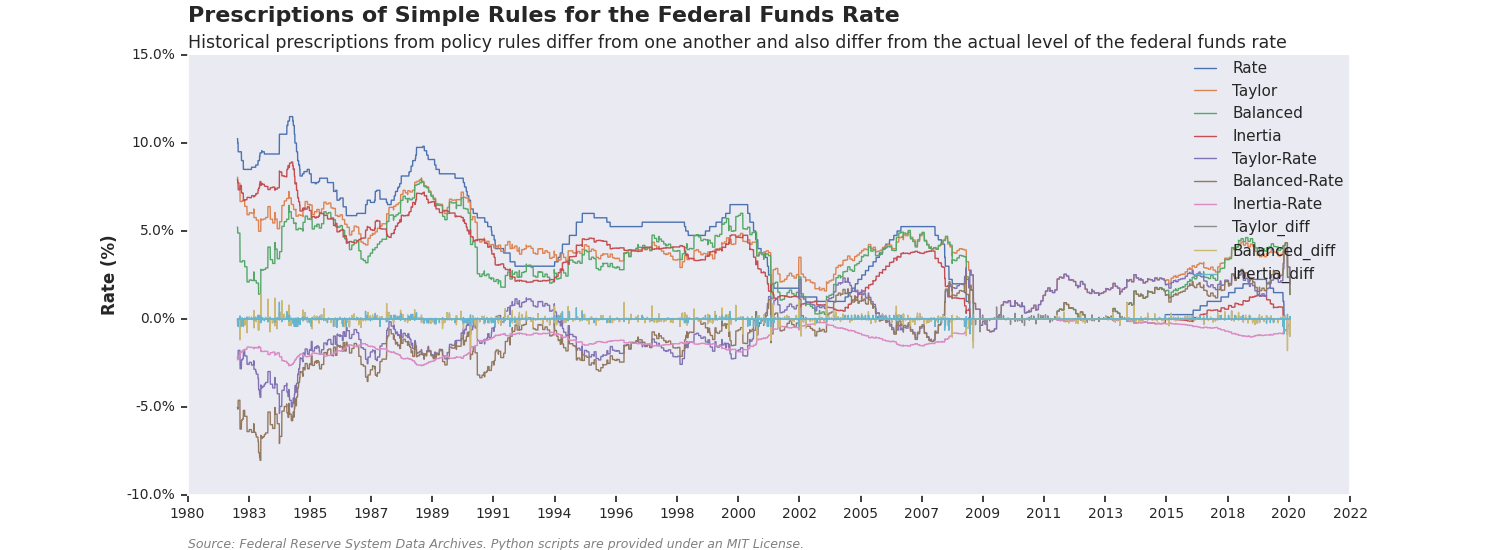 Prescriptions of Simple Rules for the Federal Funds Rate
Historical prescriptions from policy rules differ from one another and also differ from the actual level of the federal funds rate
15.0%
10.0%
5.0%
0.0%
-5.0%
-10.0%
Rate (%)
Rate
Taylor
Balanced
Inertia
Taylor-Rate
Balanced-Rate
Inertia-Rate
Taylor_diff
Balanced_diff
Inertia_diff
1980 1983 1985 1987 1989 1991 1994 1996 1998 2000 2002 2005 2007 2009 2011 2013 2015 2018 2020 2022
Source: Federal Reserve System Data Archives. Python scripts are provided under an MIT License.